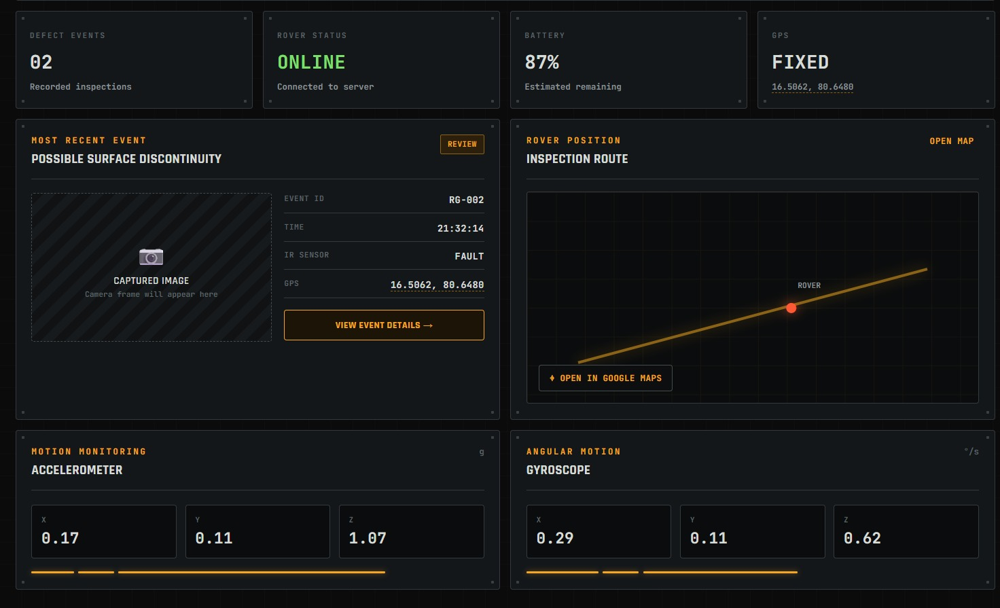 DEFECT EVENTS
02
Recorded inspections
ROVER STATUS
ONLINE
Connected to server
BATTERY
87%
Estimated remaining
GPS
FIXED
16.5062, 80.6480
MOST RECENT EVENT
POSSIBLE SURFACE DISCONTINUITY
REVIEW
CAPTURED IMAGE
Camera frame will appear here
EVENT ID RG-002
TIME 21:32:14
IR SENSOR FAULT
GPS 16.5062, 80.6480
VIEW EVENT DETAILS →
ROVER POSITION
INSPECTION ROUTE
OPEN MAP
ROVER
⌖ OPEN IN GOOGLE MAPS
MOTION MONITORING
ACCELEROMETER
g
X
0.17
Y
0.11
Z
1.07
ANGULAR MOTION
GYROSCOPE
°/s
X
0.29
Y
0.11
Z
0.62